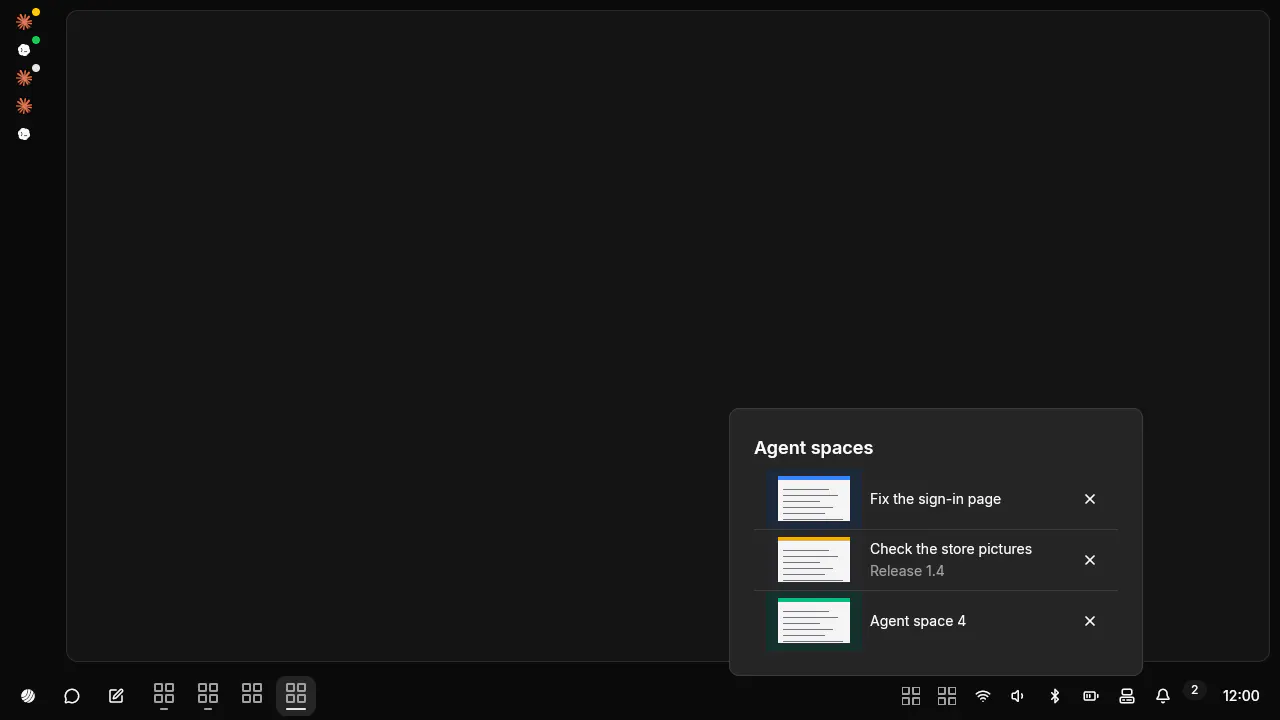 Agent spaces
Fix the sign-in page
Check the store pictures
Release 1.4
Agent space 4
2
12:00